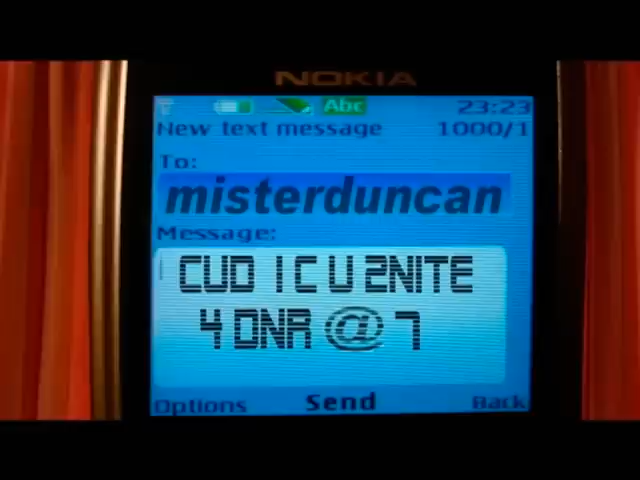 NOKIA
Abc 23:23
New text message 1000/1
To:
misterduncan
Message:
CUD I C U 2NITE
4 DNR @ 7
Options Send Back